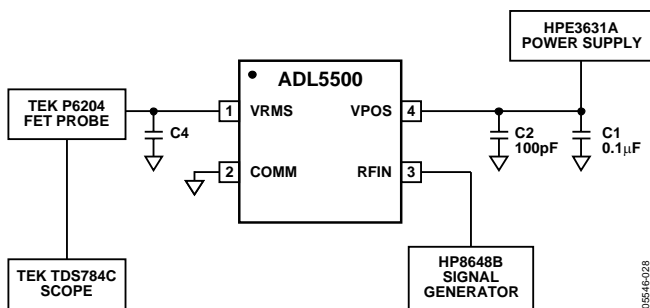 HPE3631A
POWER SUPPLY
ADL5500
TEK P6204
FET PROBE
1 VRMS VPOS 4
C4
C2
100pF
C1
0.1μF
2 COMM RFIN 3
TEK TDS784C
SCOPE
HP8648B
SIGNAL
GENERATOR
05546-028